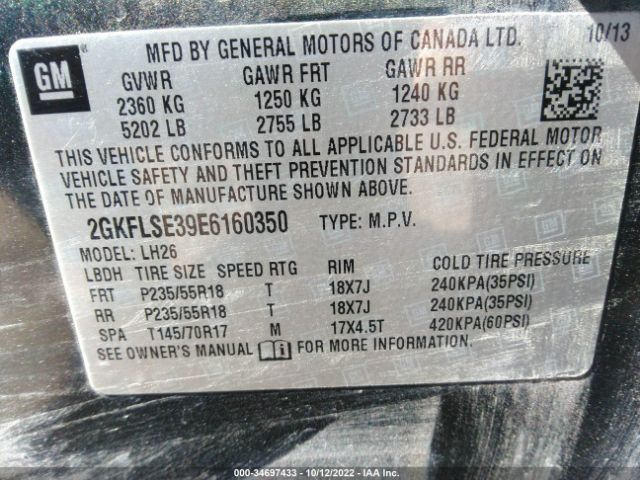 GM
MFD BY GENERAL MOTORS OF CANADA LTD. 10/13
GVWR GAWR FRT GAWR RR
2360 KG 1250 KG 1240 KG
5202 LB 2755 LB 2733 LB
THIS VEHICLE CONFORMS TO ALL APPLICABLE U.S. FEDERAL MOTOR
VEHICLE SAFETY AND THEFT PREVENTION STANDARDS IN EFFECT ON
THE DATE OF MANUFACTURE SHOWN ABOVE.
2GKFLSE39E6160350 TYPE: M.P.V.
MODEL: LH26
LBDH TIRE SIZE SPEED RTG RIM COLD TIRE PRESSURE
FRT P235/55R18 T 18X7J 240KPA(35PSI)
RR P235/55R18 T 18X7J 240KPA(35PSI)
SPA T145/70R17 M 17X4.5T 420KPA(60PSI)
SEE OWNER'S MANUAL FOR MORE INFORMATION.
000-34697433 - 10/12/2022 - IAA Inc.